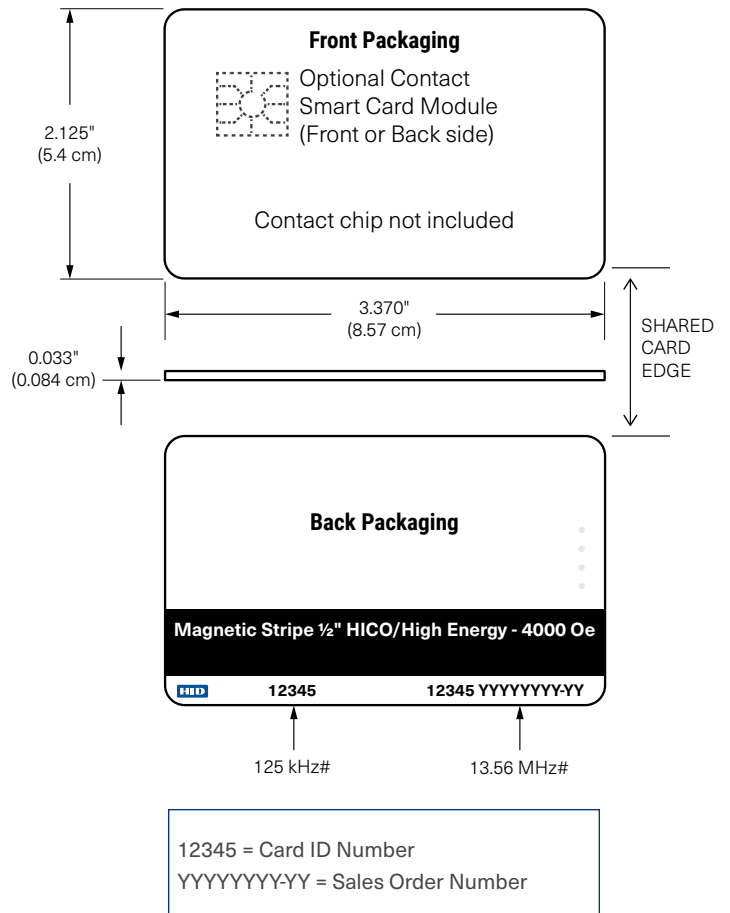 Front Packaging
Optional Contact
Smart Card Module
(Front or Back side)
2.125"
(5.4 cm)
Contact chip not included
3.370"
(8.57 cm)
SHARED
CARD
EDGE
0.033"
(0.084 cm)
Back Packaging
Magnetic Stripe ½" HICO/High Energy - 4000 Oe
HID 12345 12345 YYYYYYYY-YY
125 kHz# 13.56 MHz#
12345 = Card ID Number
YYYYYYYY-YY = Sales Order Number